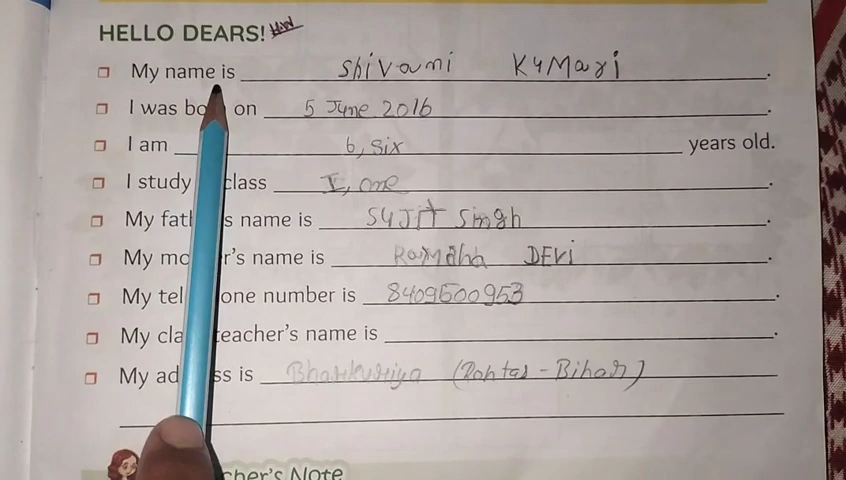 HELLO DEARS! H.W
My name is Shivani KUMari.
I was bo on 5 June 2016.
I am 6, six years old.
I study class I, one.
My fat s name is SUJIT Singh.
My mo r's name is DEVi.
My tel one number is 8409500953.
My cla teacher's name is.
My ad ss is (Rohtas - Bihar)
cher's Note